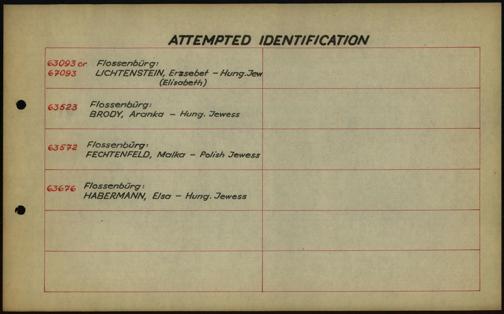 ATTEMPTED IDENTIFICATION
63093 or Flossenbürg:
67093 LICHTENSTEIN, Erzsebet - Hung. Jew
(Elisabeth)
63523 Flossenbürg:
BRODY, Aranka - Hung. Jewess
63572 Flossenbürg:
FECHTENFELD, Malka - Polish Jewess
63676 Flossenbürg:
HABERMANN, Elsa - Hung. Jewess